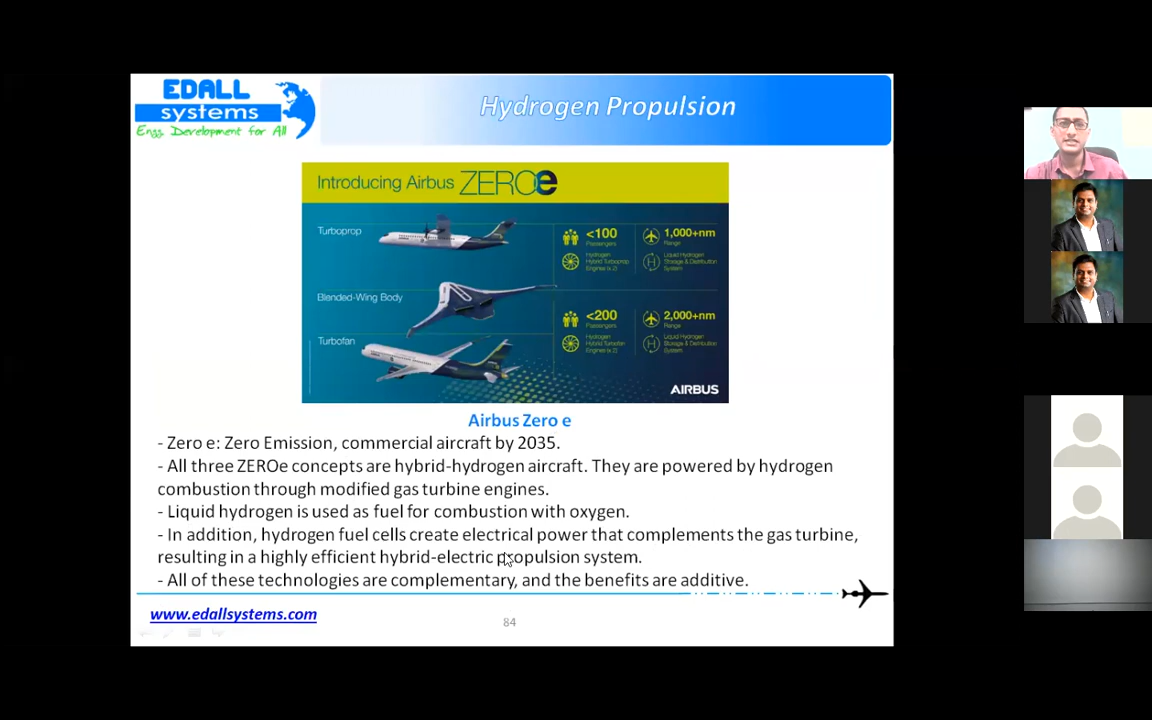 EDALL
systems
Engg. Development for All
Hydrogen Propulsion
Introducing Airbus ZEROe
Turboprop
<100
Passengers
1,000+nm
Range
Hydrogen
Hybrid Turboprop
Engines (x 2)
Liquid Hydrogen
Storage & Distribution
System
Blended-Wing Body
<200
Passengers
2,000+nm
Range
Turbofan
Hydrogen
Hybrid Turbofan
Engines (x 2)
Liquid Hydrogen
Storage & Distribution
System
AIRBUS
Airbus Zero e
- Zero e: Zero Emission, commercial aircraft by 2035.
- All three ZEROe concepts are hybrid-hydrogen aircraft. They are powered by hydrogen
combustion through modified gas turbine engines.
- Liquid hydrogen is used as fuel for combustion with oxygen.
- In addition, hydrogen fuel cells create electrical power that complements the gas turbine,
resulting in a highly efficient hybrid-electric propulsion system.
- All of these technologies are complementary, and the benefits are additive.
www.edallsystems.com
84